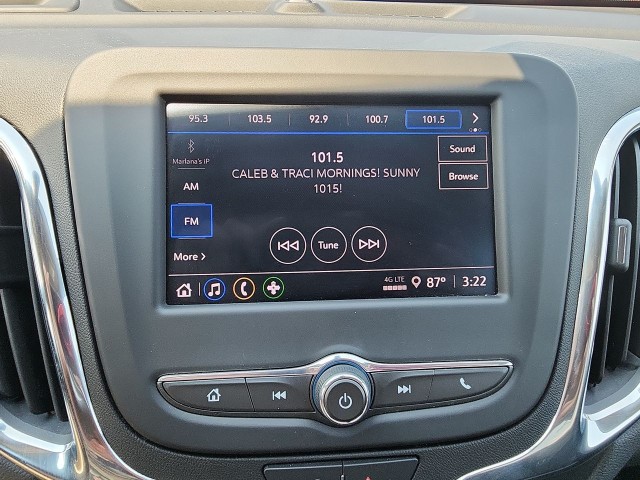 95.3 103.5 92.9 100.7 101.5
Marlana's iP
101.5
Sound
CALEB & TRACI MORNINGS! SUNNY
1015!
Browse
AM
FM
Tune
More
4G LTE
87° 3:22